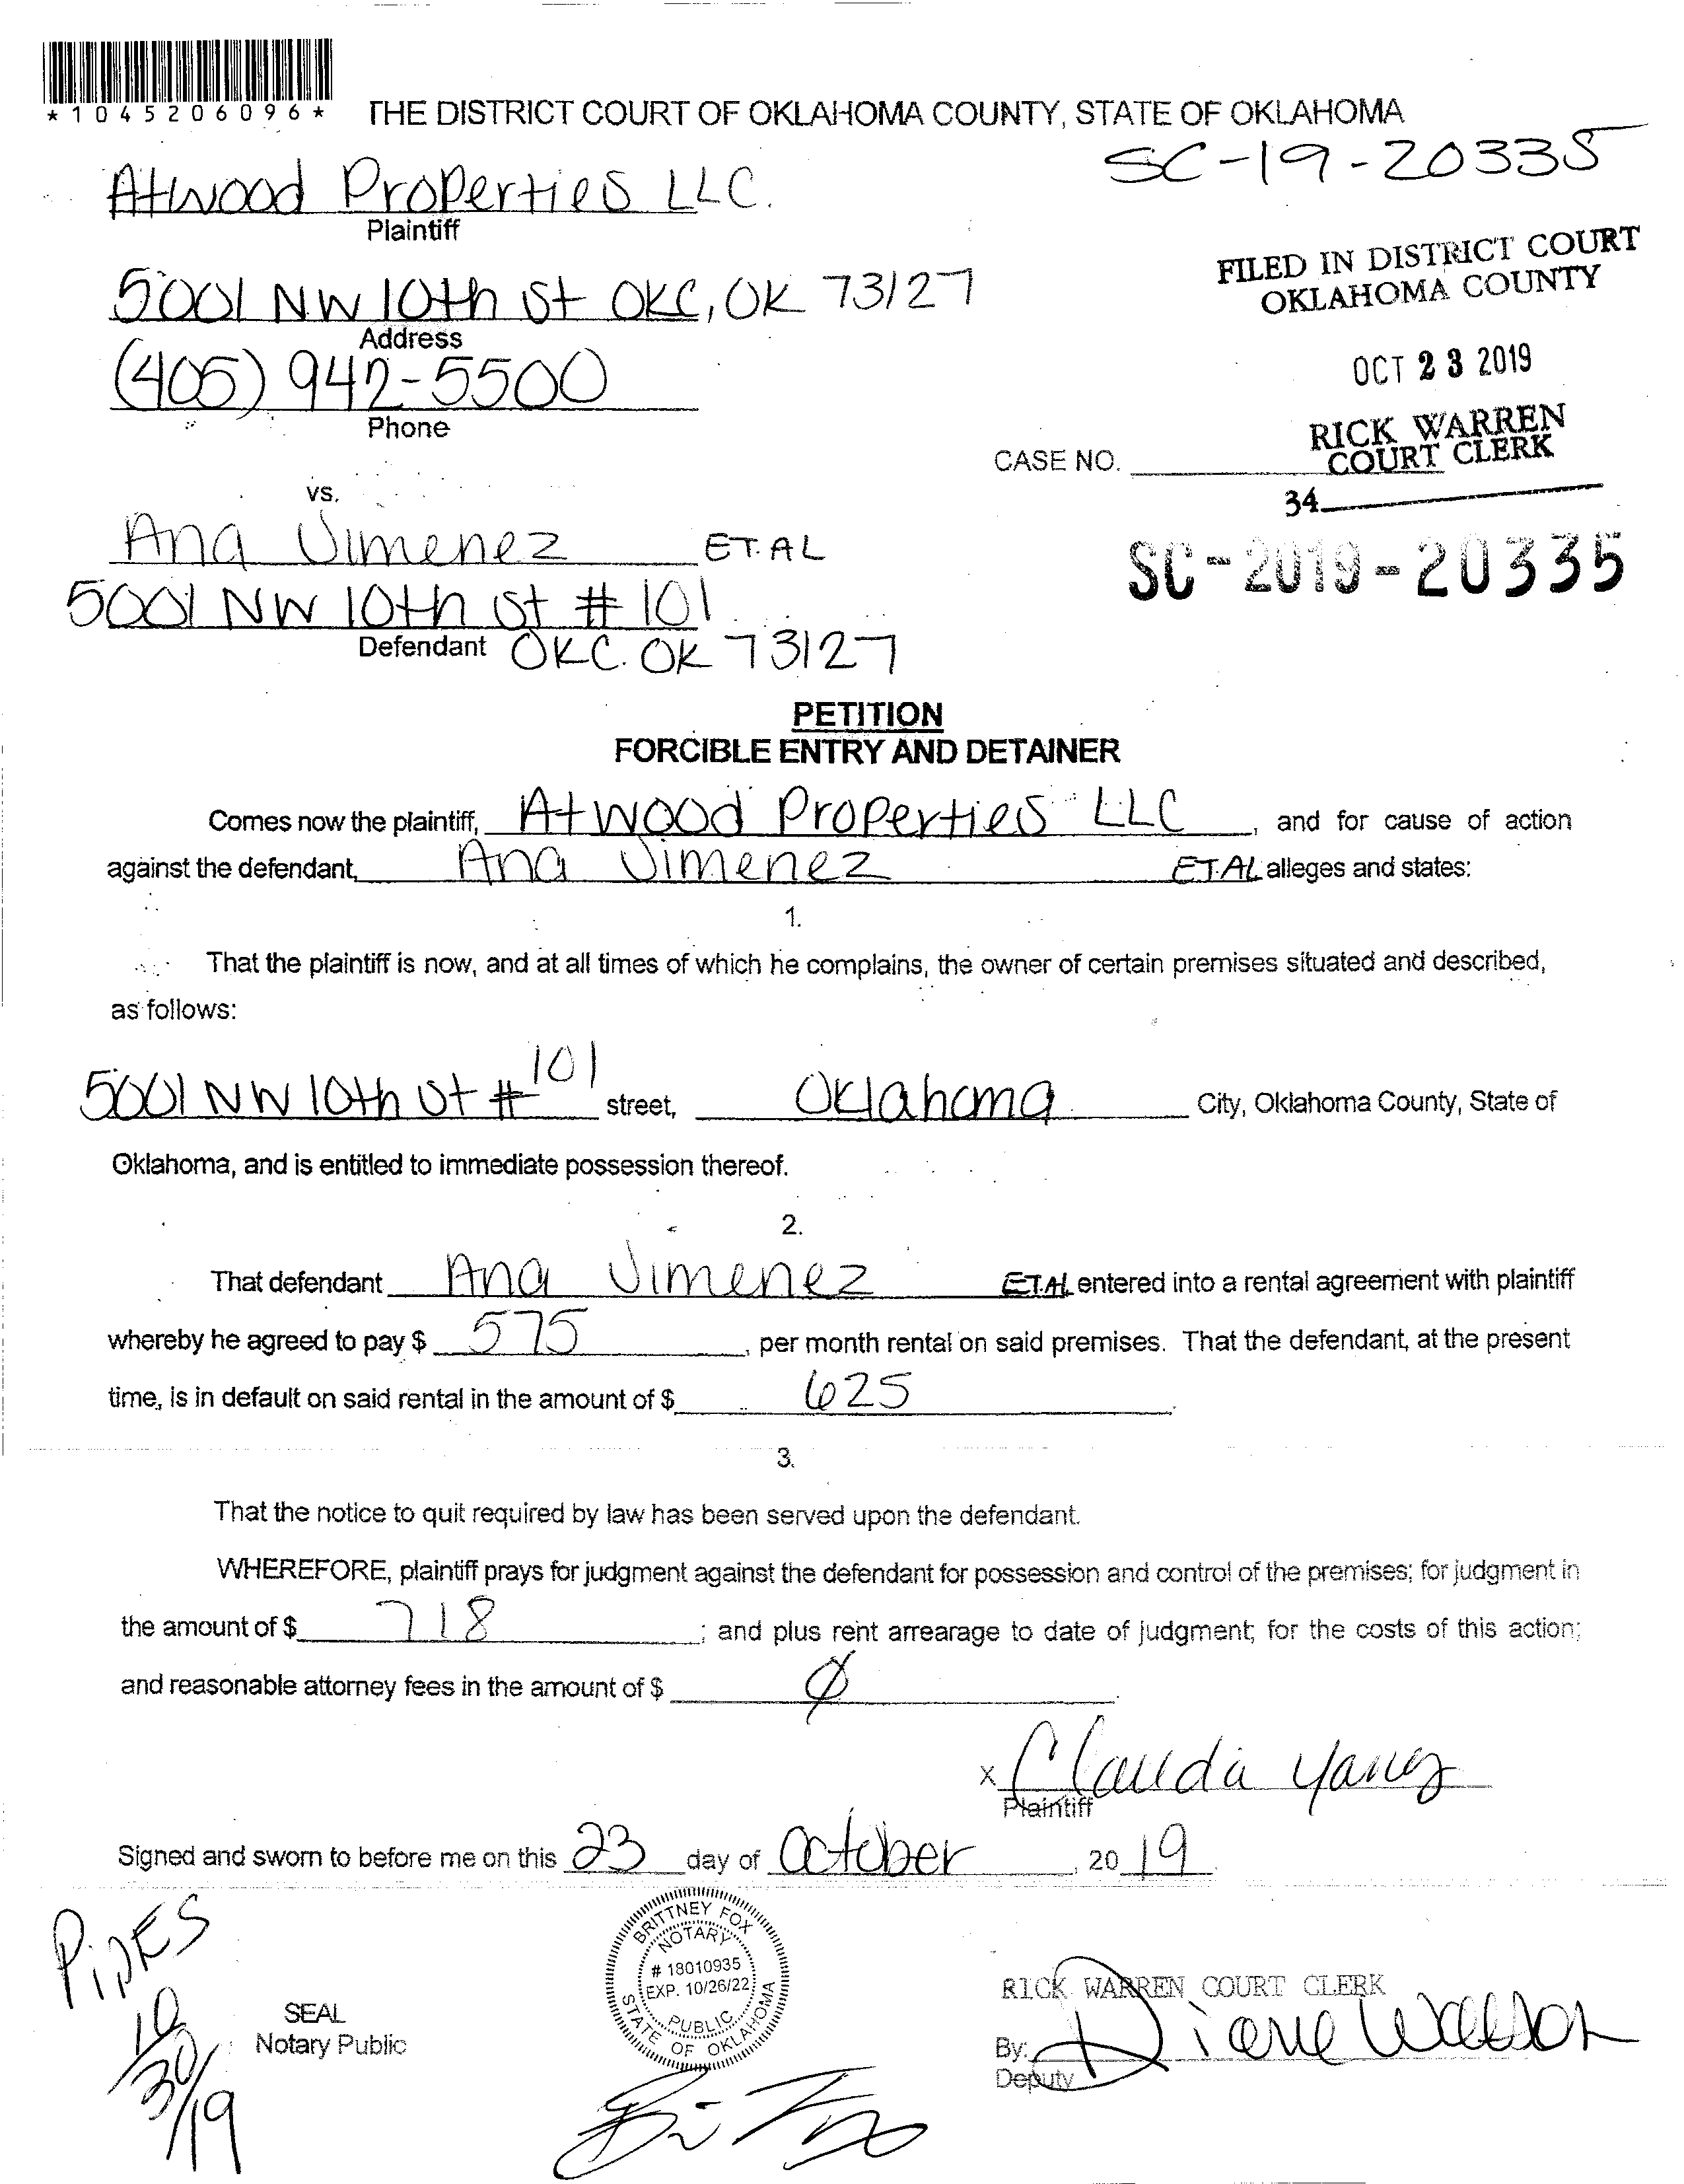 *1045206096*
THE DISTRICT COURT OF OKLAHOMA COUNTY, STATE OF OKLAHOMA
SC-19-20335
Atwood Properties LLC.
Plaintiff
FILED IN DISTRICT COURT
OKLAHOMA COUNTY
5001 NW 10th St OKC, OK 73127
Address
OCT 23 2019
(405) 942-5500
Phone
RICK WARREN
COURT CLERK
CASE NO.
34
vs.
Ana Jimenez ET. AL
SC-2019-20335
5001 NW 10th St # 101
Defendant OKC. OK 73127
PETITION
FORCIBLE ENTRY AND DETAINER
Comes now the plaintiff, Atwood Properties LLC, and for cause of action
against the defendant, Ana Jimenez ET.AL alleges and states:
1.
That the plaintiff is now, and at all times of which he complains, the owner of certain premises situated and described,
as follows:
5001 NW 10th St # 101 street, Oklahoma City, Oklahoma County, State of
Oklahoma, and is entitled to immediate possession thereof.
2.
That defendant Ana Jimenez ET.AL entered into a rental agreement with plaintiff
whereby he agreed to pay $ 575, per month rental on said premises. That the defendant, at the present
time, is in default on said rental in the amount of $ 625.
3.
That the notice to quit required by law has been served upon the defendant.
WHEREFORE, plaintiff prays for judgment against the defendant for possession and control of the premises; for judgment in
the amount of $ 718; and plus rent arrearage to date of judgment; for the costs of this action;
and reasonable attorney fees in the amount of $ Ø.
x Claudia Yanez
Plaintiff
Signed and sworn to before me on this 23 day of October, 2019.
PIPES
10/30/19
SEAL
Notary Public
BRITTNEY FOX
NOTARY
# 18010935
EXP. 10/26/22
PUBLIC
STATE OF OKLAHOMA
RICK WARREN COURT CLERK
By: Diane Watson
Deputy